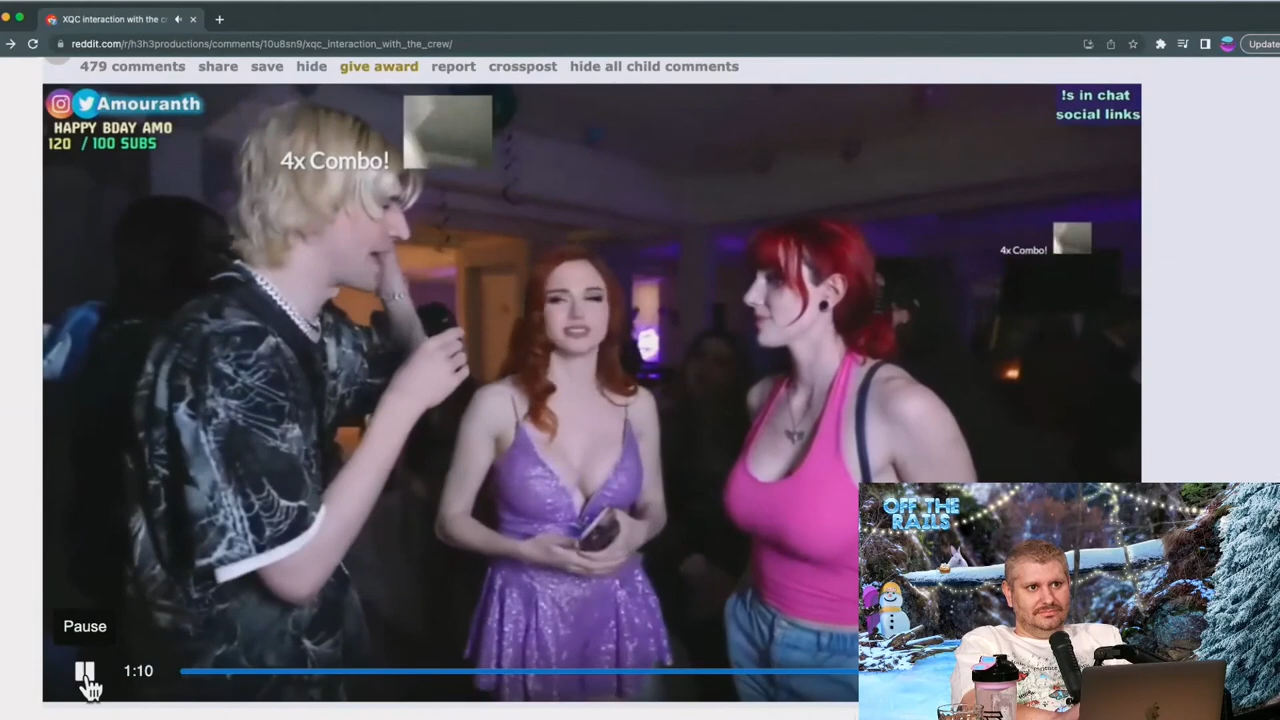 XQC interaction with the c
reddit.com/r/h3h3productions/comments/10u8sn9/xqc_interaction_with_the_crew/
Update
479 comments share save hide give award report crosspost hide all child comments
Amouranth
HAPPY BDAY AMO
120 / 100 SUBS
4x Combo!
!s in chat
social links
4x Combo!
OFF THE
RAILS
Pause
1:10